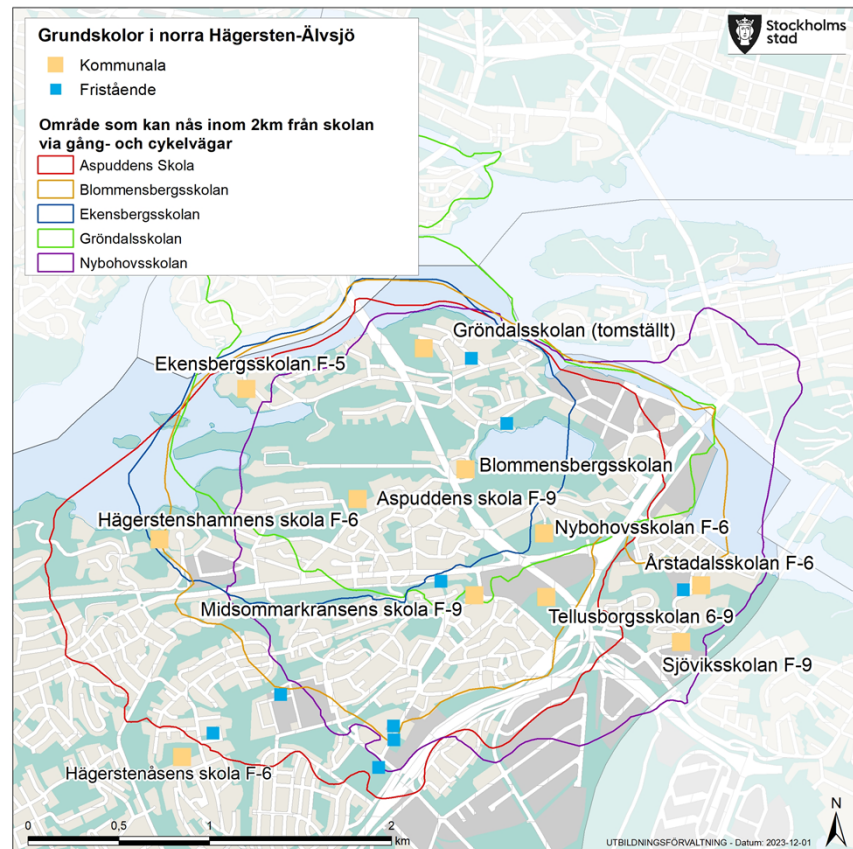 Grundskolor i norra Hägersten-Älvsjö
Kommunala
Fristående
Område som kan nås inom 2km från skolan
via gång- och cykelvägar
Aspuddens Skola
Blommensbergsskolan
Ekensbergsskolan
Gröndalsskolan
Nybohovsskolan
Stockholms
stad
Gröndalsskolan (tomställt)
Ekensbergsskolan F-5
Blommensbergsskolan
Aspuddens skola F-9
Hägerstenshamnens skola F-6
Nybohovsskolan F-6
Årstadalsskolan F-6
Midsommarkransens skola F-9
Tellusborgsskolan 6-9
Sjöviksskolan F-9
Hägerstenåsens skola F-6
0 0,5 1 2
km
N
UTBILDNINGSFÖRVALTNING - Datum: 2023-12-01